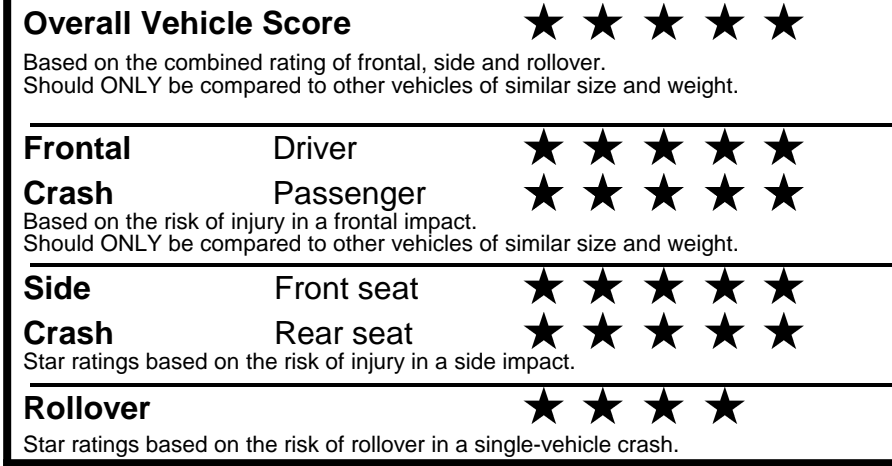 Overall Vehicle Score ★ ★ ★ ★ ★
Based on the combined rating of frontal, side and rollover.
Should ONLY be compared to other vehicles of similar size and weight.
Frontal Driver ★ ★ ★ ★ ★
Crash Passenger ★ ★ ★ ★ ★
Based on the risk of injury in a frontal impact.
Should ONLY be compared to other vehicles of similar size and weight.
Side Front seat ★ ★ ★ ★ ★
Crash Rear seat ★ ★ ★ ★ ★
Star ratings based on the risk of injury in a side impact.
Rollover ★ ★ ★ ★
Star ratings based on the risk of rollover in a single-vehicle crash.